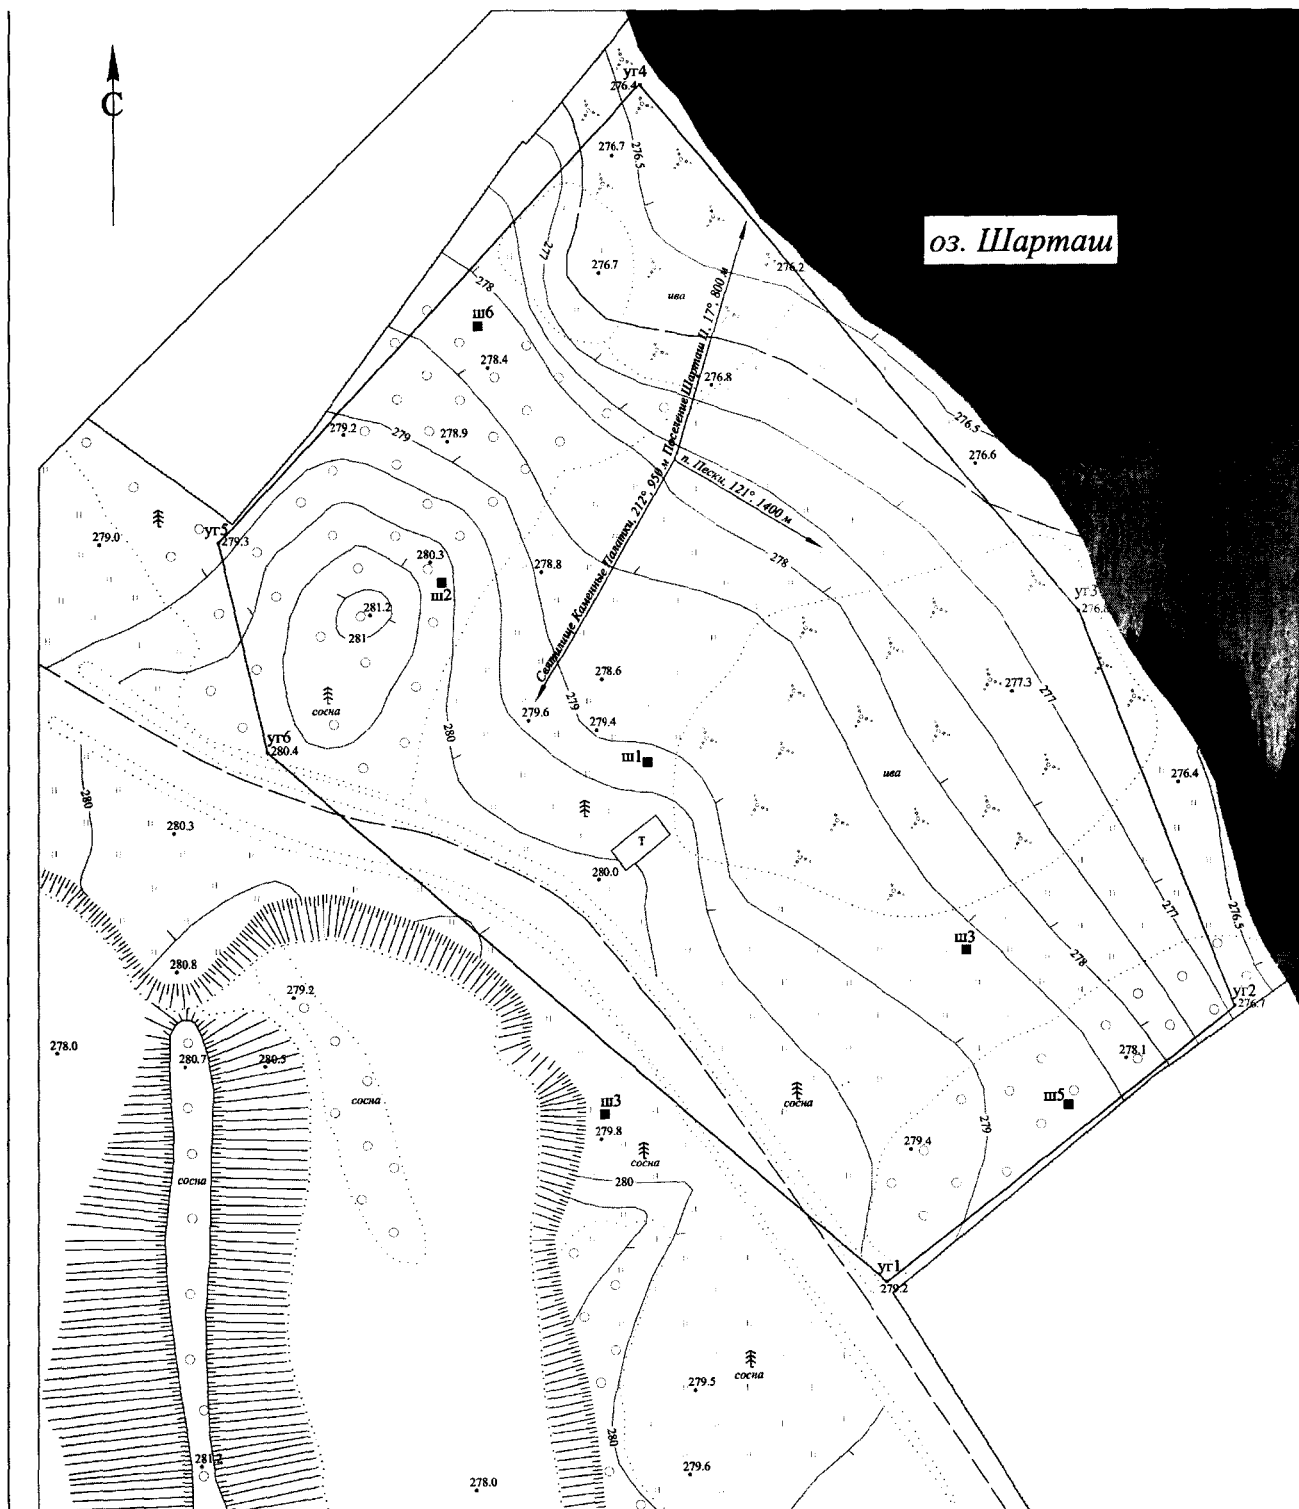 С
уг4
276.4
276.7
276.5
оз. Шарташ
277
276.7
276.2
278
ива
ш6
278.4
276.8
Святилище Каменные Палатки, 212°, 950 м
Поселение Шарташ II. 17°. 800 м
п. Пески, 121°. 1400 м
276.5
276.6
279.2
279
278.9
279.0
уг5
279.3
280.3
278.8
278
ш2
281.2
281
уг3
276.8
278.6
277.3
277
сосна
279.6
279
279.4
уг6
280.4
280
ш1
ива
276.4
280
280.3
Т
280.0
277
276.5
ш3
278
280.8
279.2
уг2
276.7
278.0
280.7
280.5
278.1
сосна
сосна
ш5
ш3
279.8
279
279.4
сосна
сосна
280
уг1
279.2
сосна
279.5
280
281.2
278.0
279.6